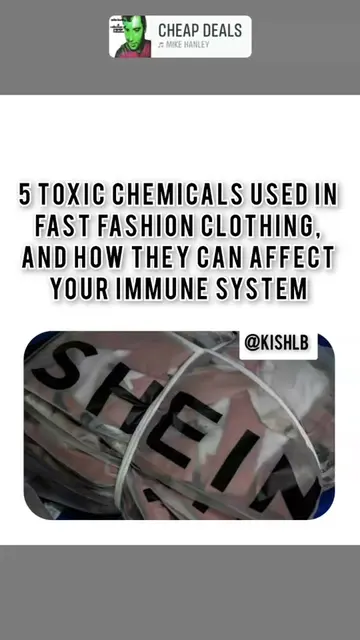 CHEAP DEALS
♫ MIKE HANLEY
5 TOXIC CHEMICALS USED IN
FAST FASHION CLOTHING,
AND HOW THEY CAN AFFECT
YOUR IMMUNE SYSTEM
@KISHLB
SHEIN